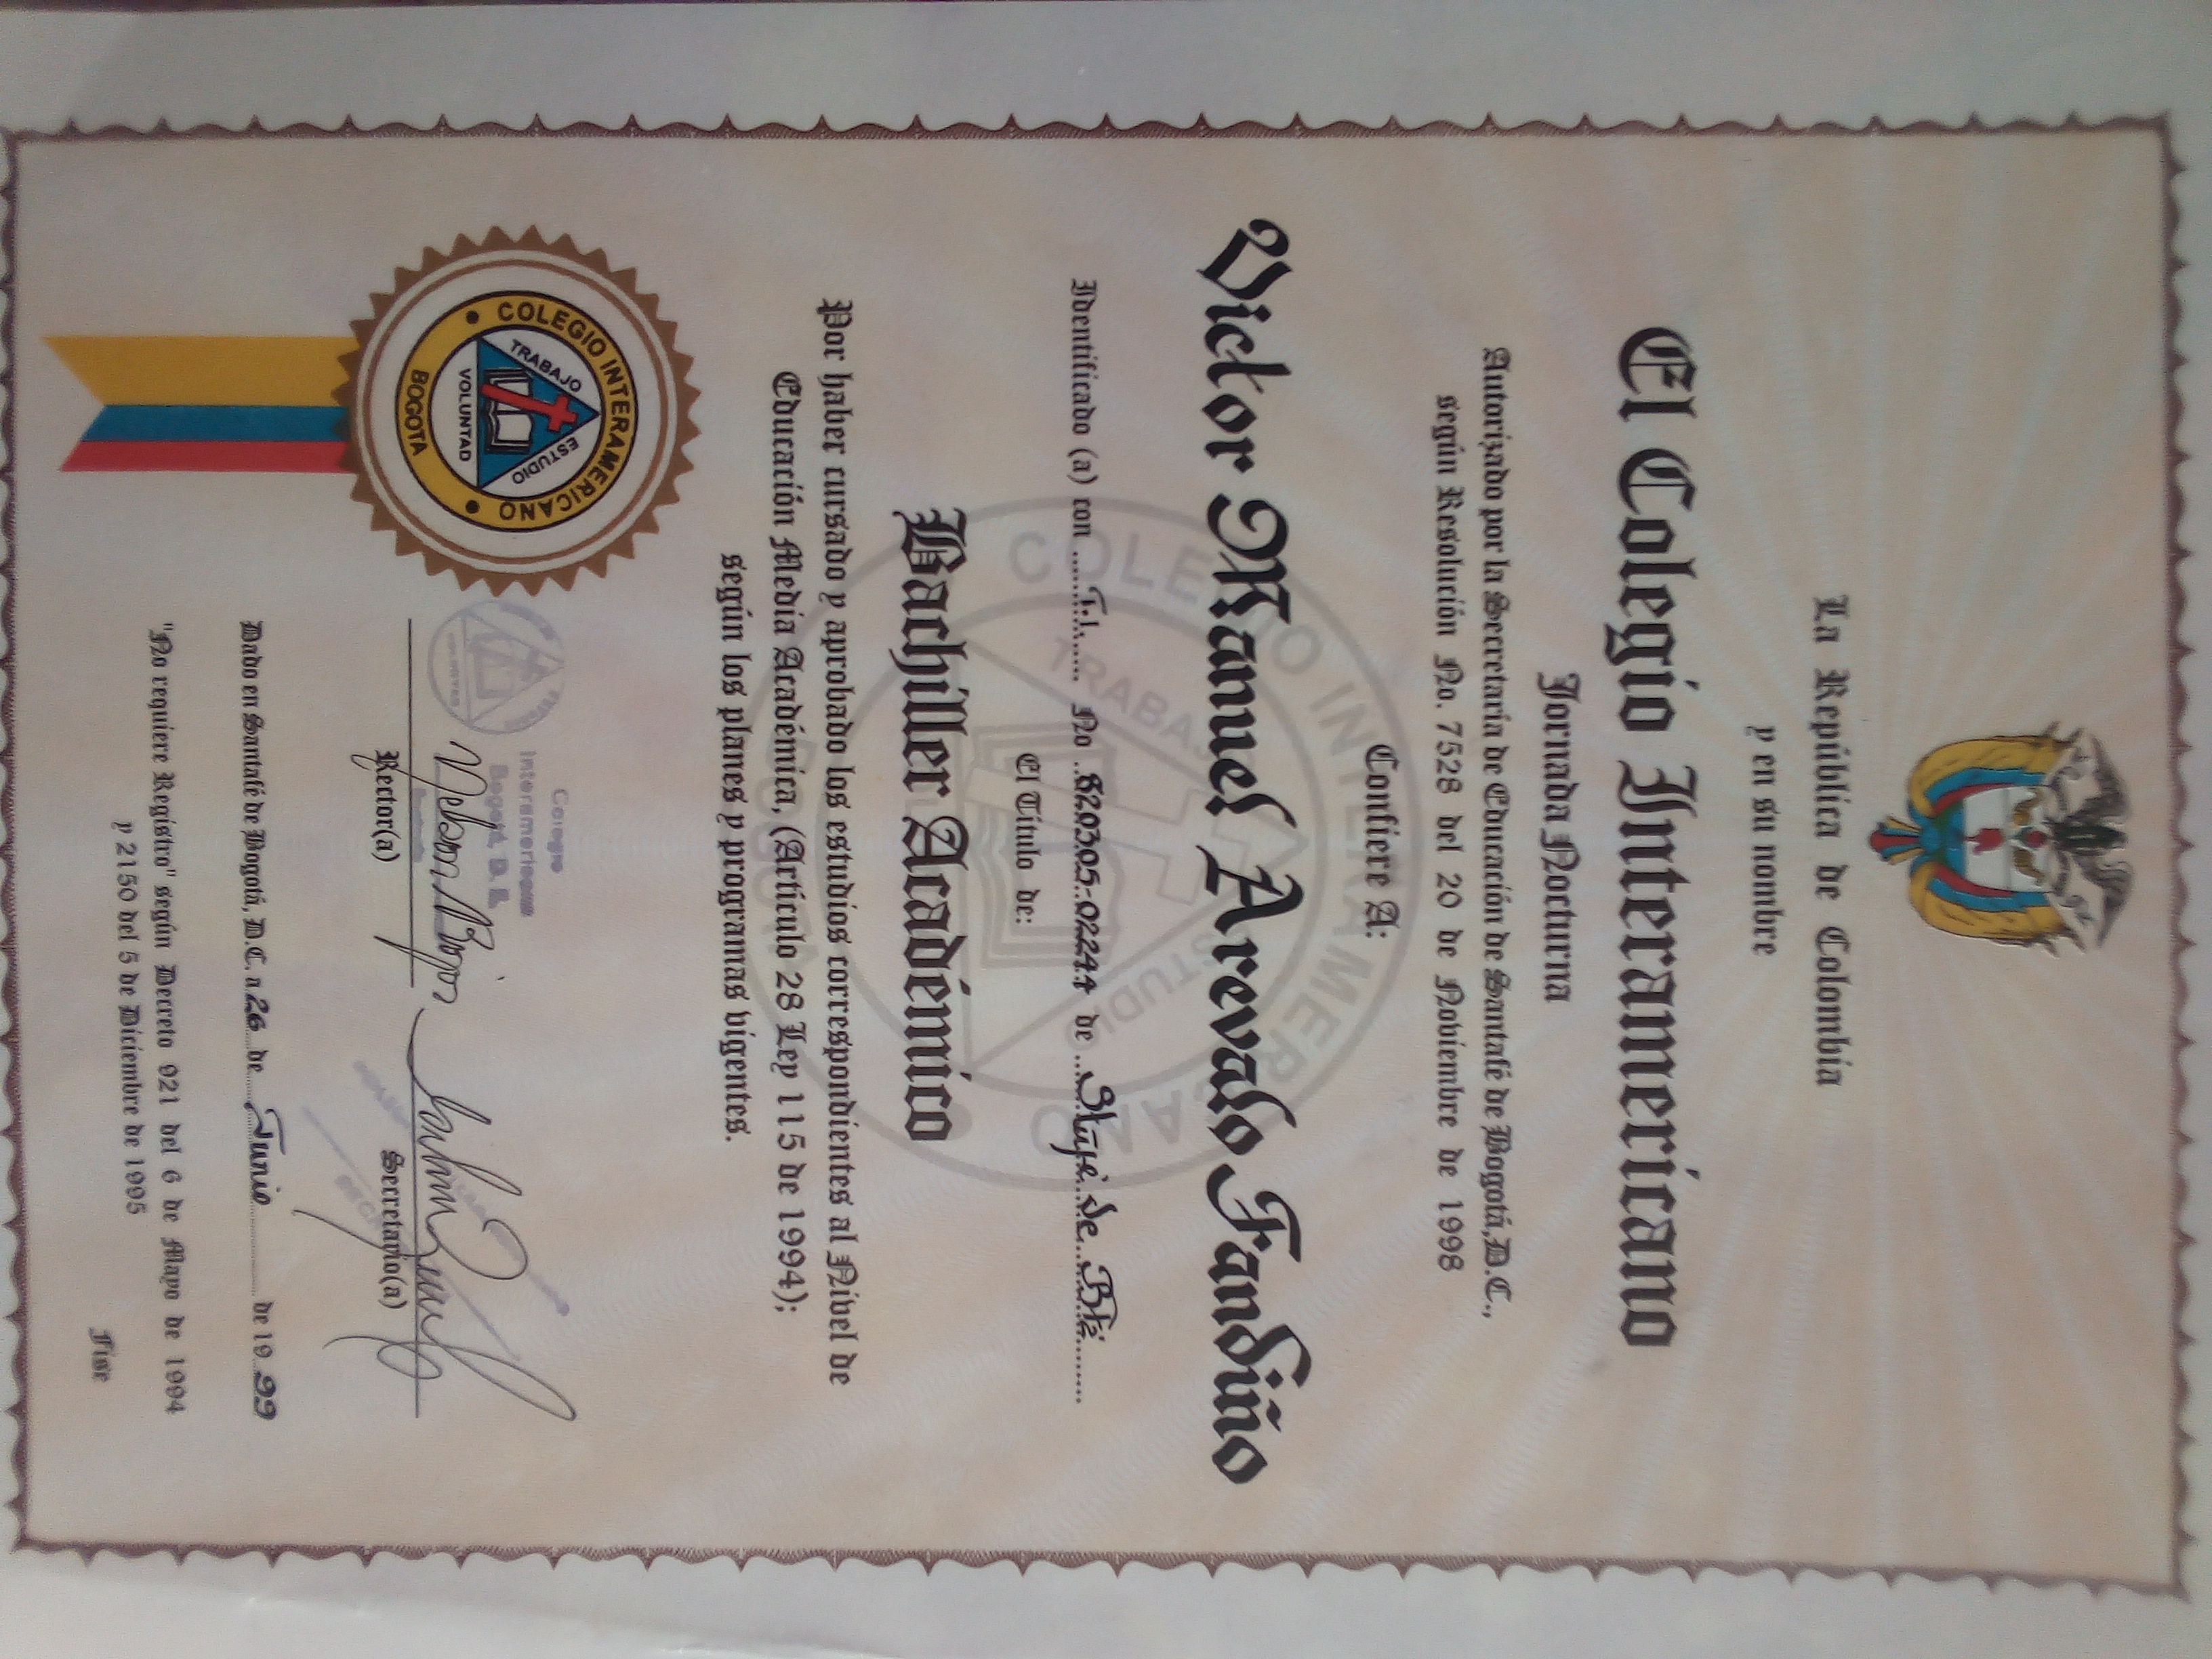 La República de Colombia
y en su nombre
El Colegio Interamericano
Jornada Nocturna
Autorizado por la Secretaría de Educación de Santafé de Bogotá, D.C.,
según Resolución No. 7528 del 20 de Noviembre de 1998
Confiere A:
Victor Manuel Arevalo Fandiño
Identificado (a) con T.I. No 820305-02244 de Stafé de Btá
El Título de:
Bachiller Académico
Por haber cursado y aprobado los estudios correspondientes al Nivel de
Educación Media Académica, (Artículo 28 Ley 115 de 1994);
según los planes y programas vigentes.
COLEGIO INTERAMERICANO
TRABAJO
ESTUDIO
VOLUNTAD
BOGOTA
Colegio
Interamericano
Bogotá, D. E.
Rector(a)
Secretario(a)
Dado en Santafé de Bogotá, D.C. a 26 de Junio de 19 99
"No requiere Registro" según Decreto 921 del 6 de Mayo de 1994
y 2150 del 5 de Diciembre de 1995
COLEGIO INTERAMERICANO
TRABAJO
ESTUDIO